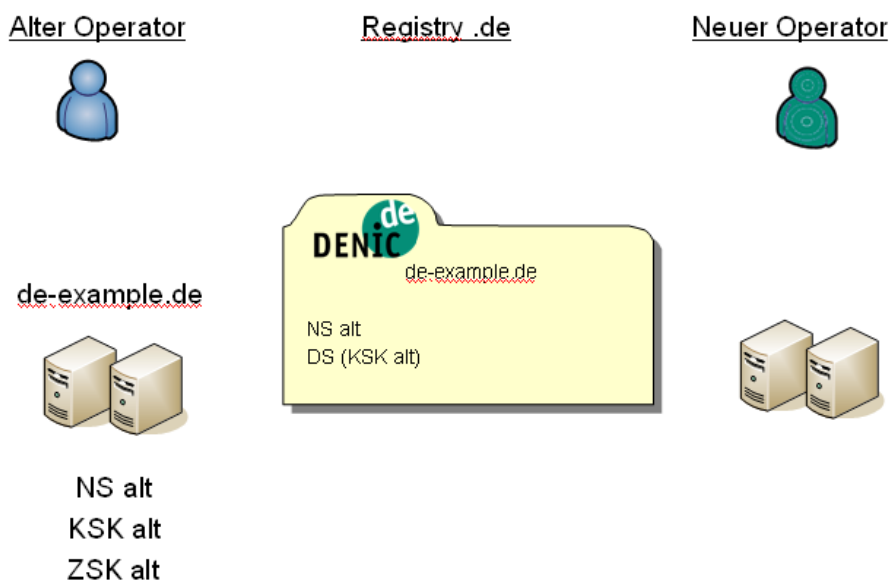 Alter Operator
Registry .de
Neuer Operator
de
DENIC
de-example.de
NS alt
DS (KSK alt)
de-example.de
NS alt
KSK alt
ZSK alt